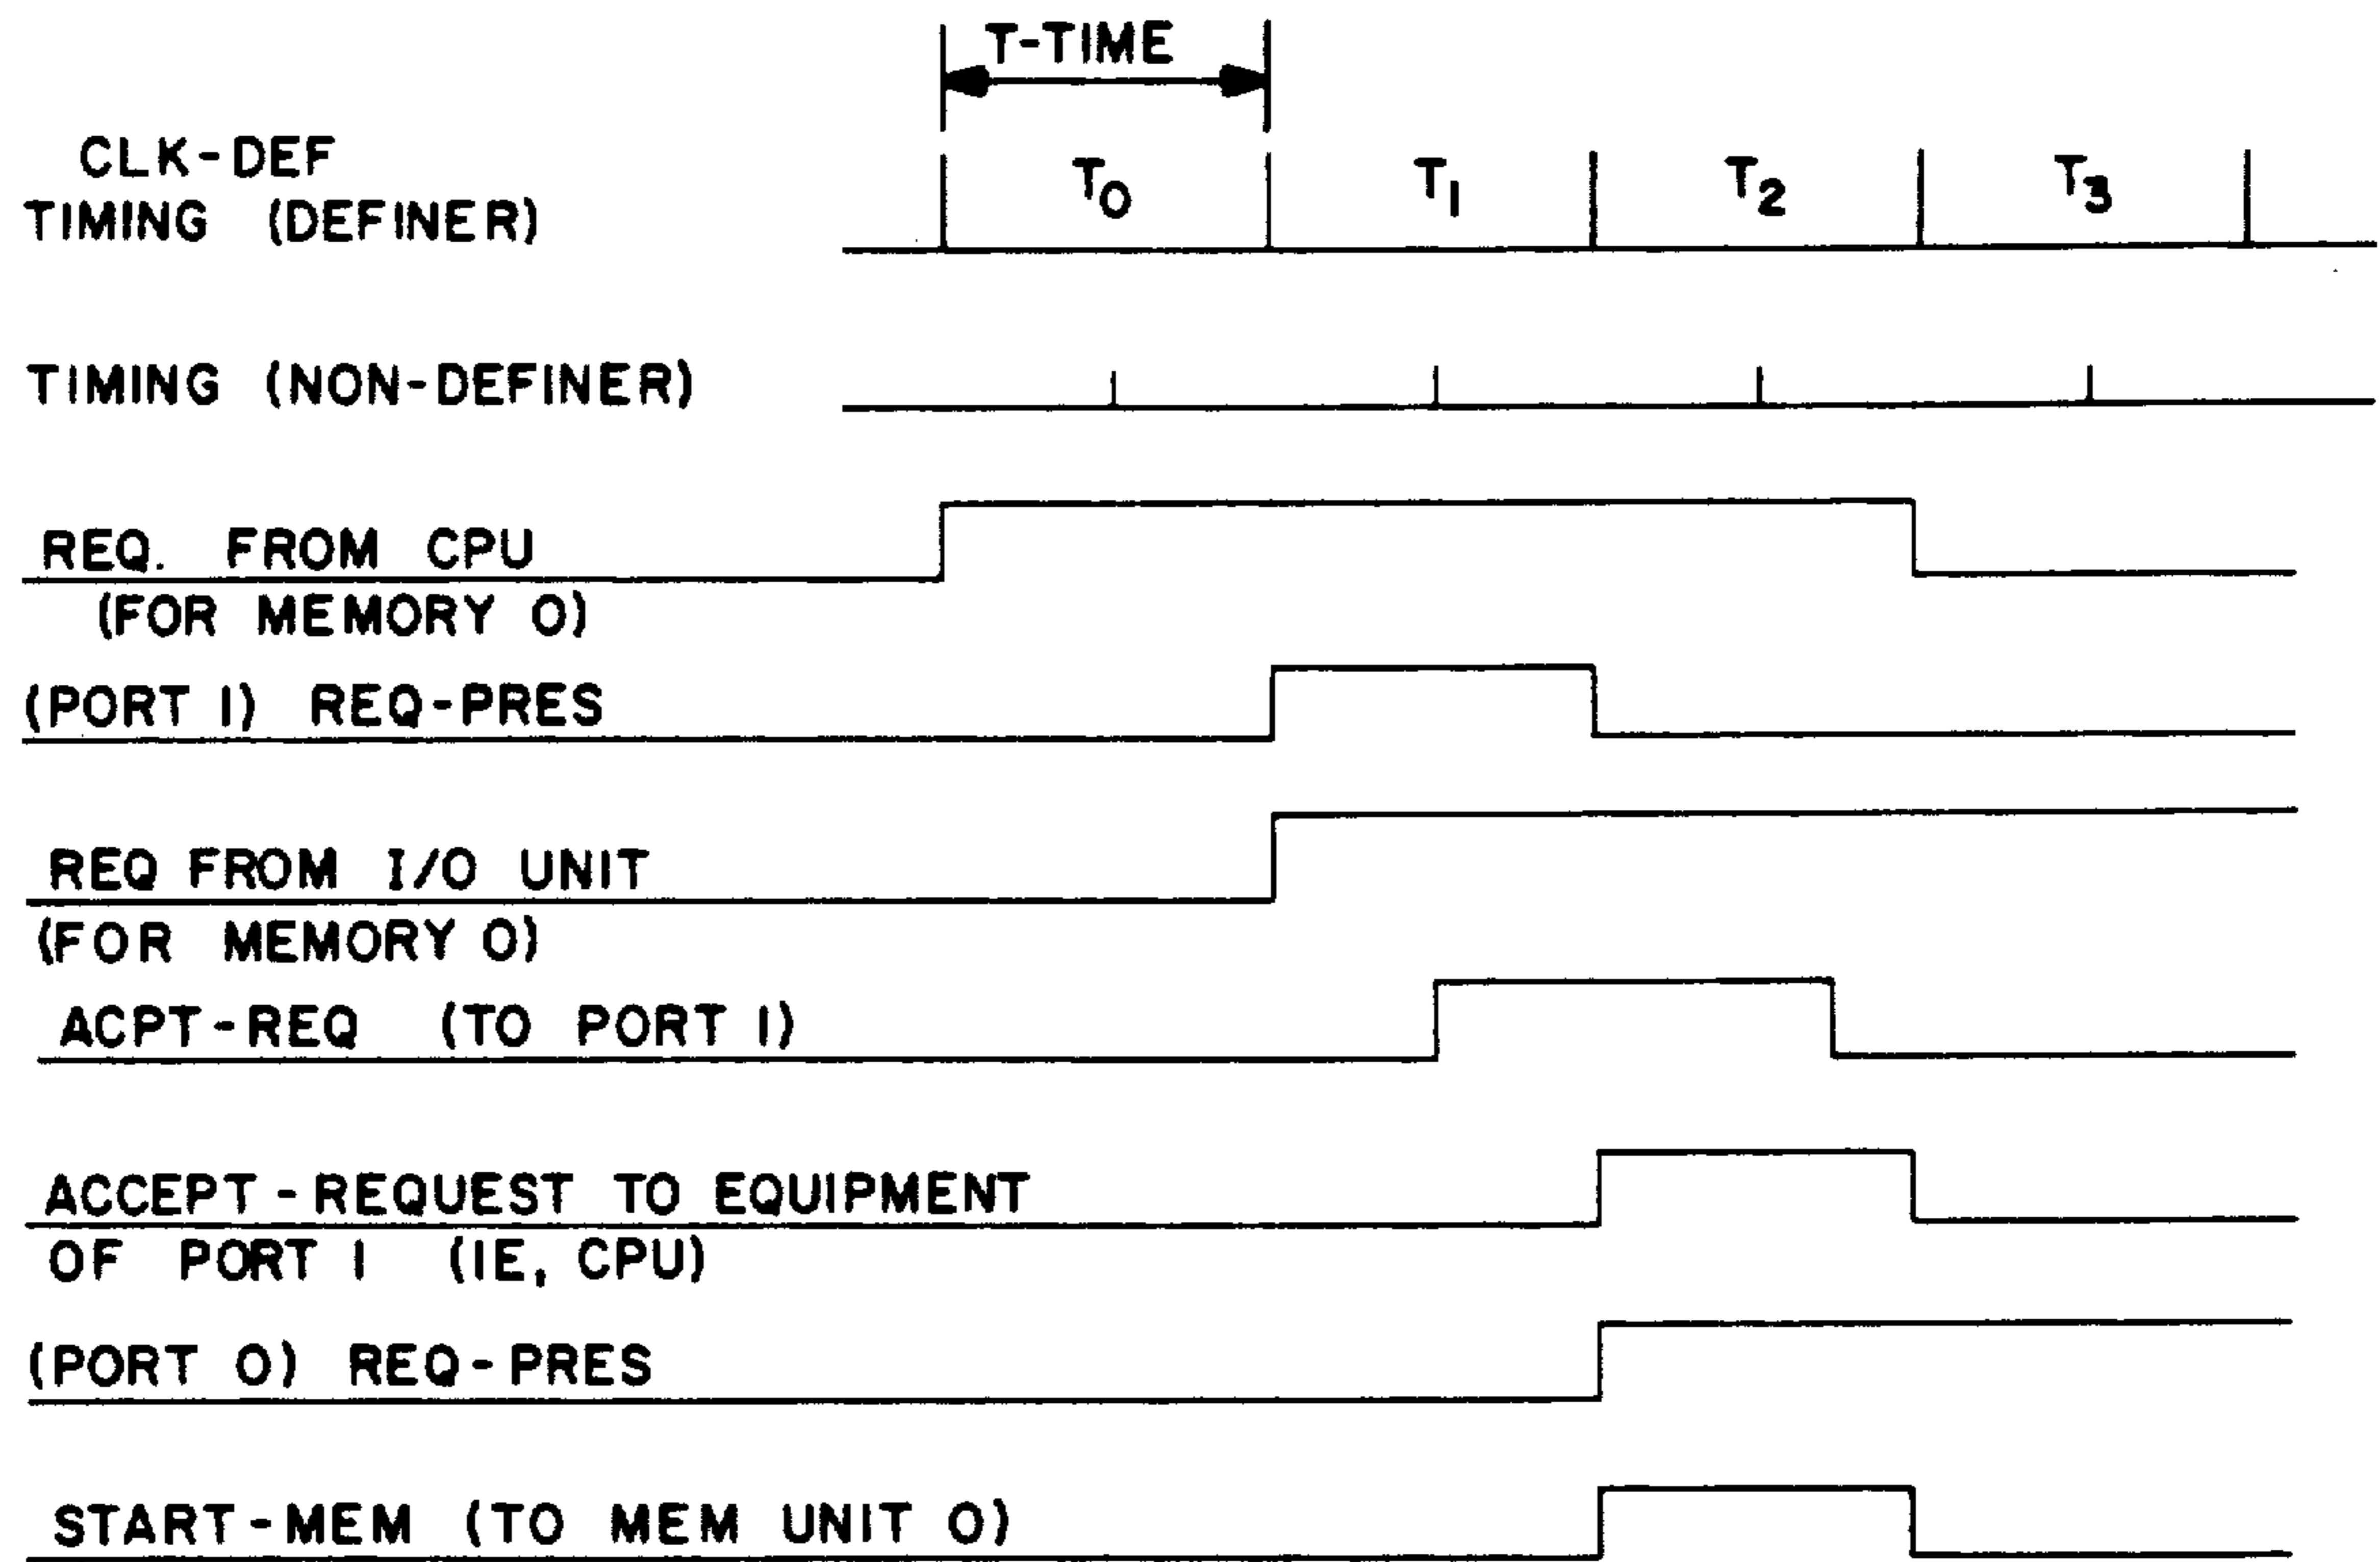 T-TIME
CLK-DEF
TIMING (DEFINER)
T0 T1 T2 T3
TIMING (NON-DEFINER)
REQ. FROM CPU
(FOR MEMORY 0)
(PORT 1) REQ-PRES
REQ FROM I/O UNIT
(FOR MEMORY 0)
ACPT-REQ (TO PORT 1)
ACCEPT-REQUEST TO EQUIPMENT
OF PORT 1 (IE, CPU)
(PORT 0) REQ-PRES
START-MEM (TO MEM UNIT 0)